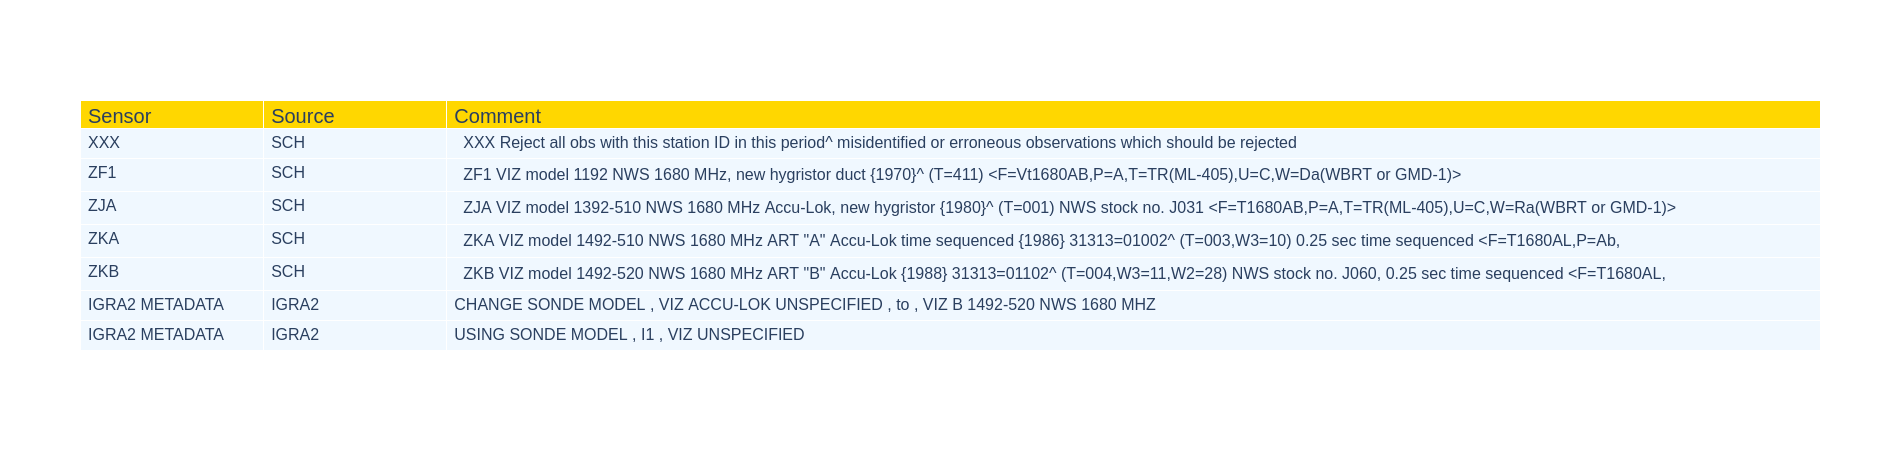 Sensor Source Comment
XXX SCH XXX Reject all obs with this station ID in this period^ misidentified or erroneous observations which should be rejected
ZF1 SCH ZF1 VIZ model 1192 NWS 1680 MHz, new hygristor duct {1970}^ (T=411) <F=Vt1680AB,P=A,T=TR(ML-405),U=C,W=Da(WBRT or GMD-1)>
ZJA SCH ZJA VIZ model 1392-510 NWS 1680 MHz Accu-Lok, new hygristor {1980}^ (T=001) NWS stock no. J031 <F=T1680AB,P=A,T=TR(ML-405),U=C,W=Ra(WBRT or GMD-1)>
ZKA SCH ZKA VIZ model 1492-510 NWS 1680 MHz ART "A" Accu-Lok time sequenced {1986} 31313=01002^ (T=003,W3=10) 0.25 sec time sequenced <F=T1680AL,P=Ab,
ZKB SCH ZKB VIZ model 1492-520 NWS 1680 MHz ART "B" Accu-Lok {1988} 31313=01102^ (T=004,W3=11,W2=28) NWS stock no. J060, 0.25 sec time sequenced <F=T1680AL,
IGRA2 METADATA IGRA2 CHANGE SONDE MODEL , VIZ ACCU-LOK UNSPECIFIED , to , VIZ B 1492-520 NWS 1680 MHZ
IGRA2 METADATA IGRA2 USING SONDE MODEL , I1 , VIZ UNSPECIFIED